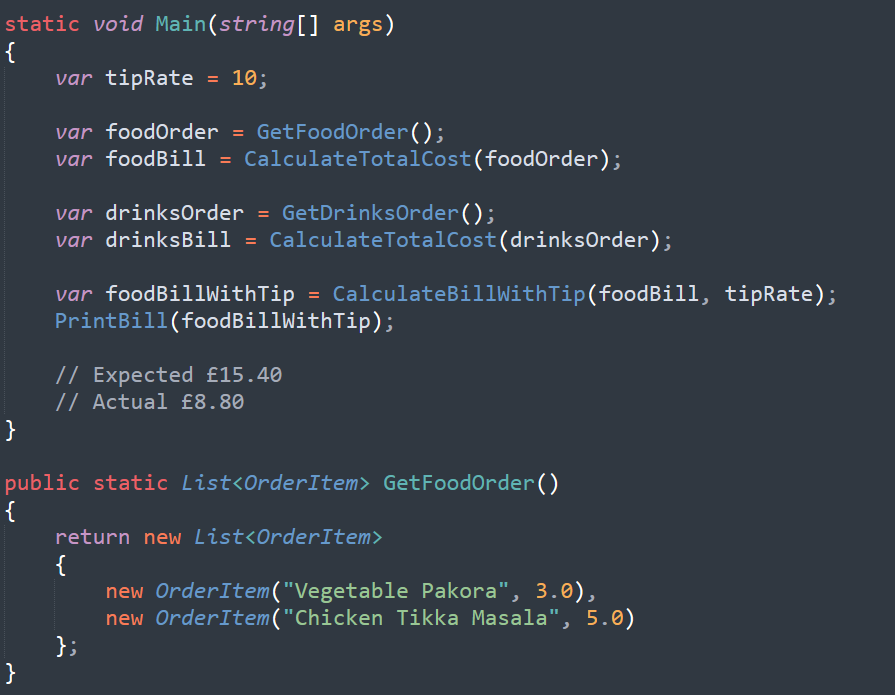 static void Main(string[] args)
{
var tipRate = 10;
var foodOrder = GetFoodOrder();
var foodBill = CalculateTotalCost(foodOrder);
var drinksOrder = GetDrinksOrder();
var drinksBill = CalculateTotalCost(drinksOrder);
var foodBillWithTip = CalculateBillWithTip(foodBill, tipRate);
PrintBill(foodBillWithTip);
// Expected £15.40
// Actual £8.80
}
public static List<OrderItem> GetFoodOrder()
{
return new List<OrderItem>
{
new OrderItem("Vegetable Pakora", 3.0),
new OrderItem("Chicken Tikka Masala", 5.0)
};
}